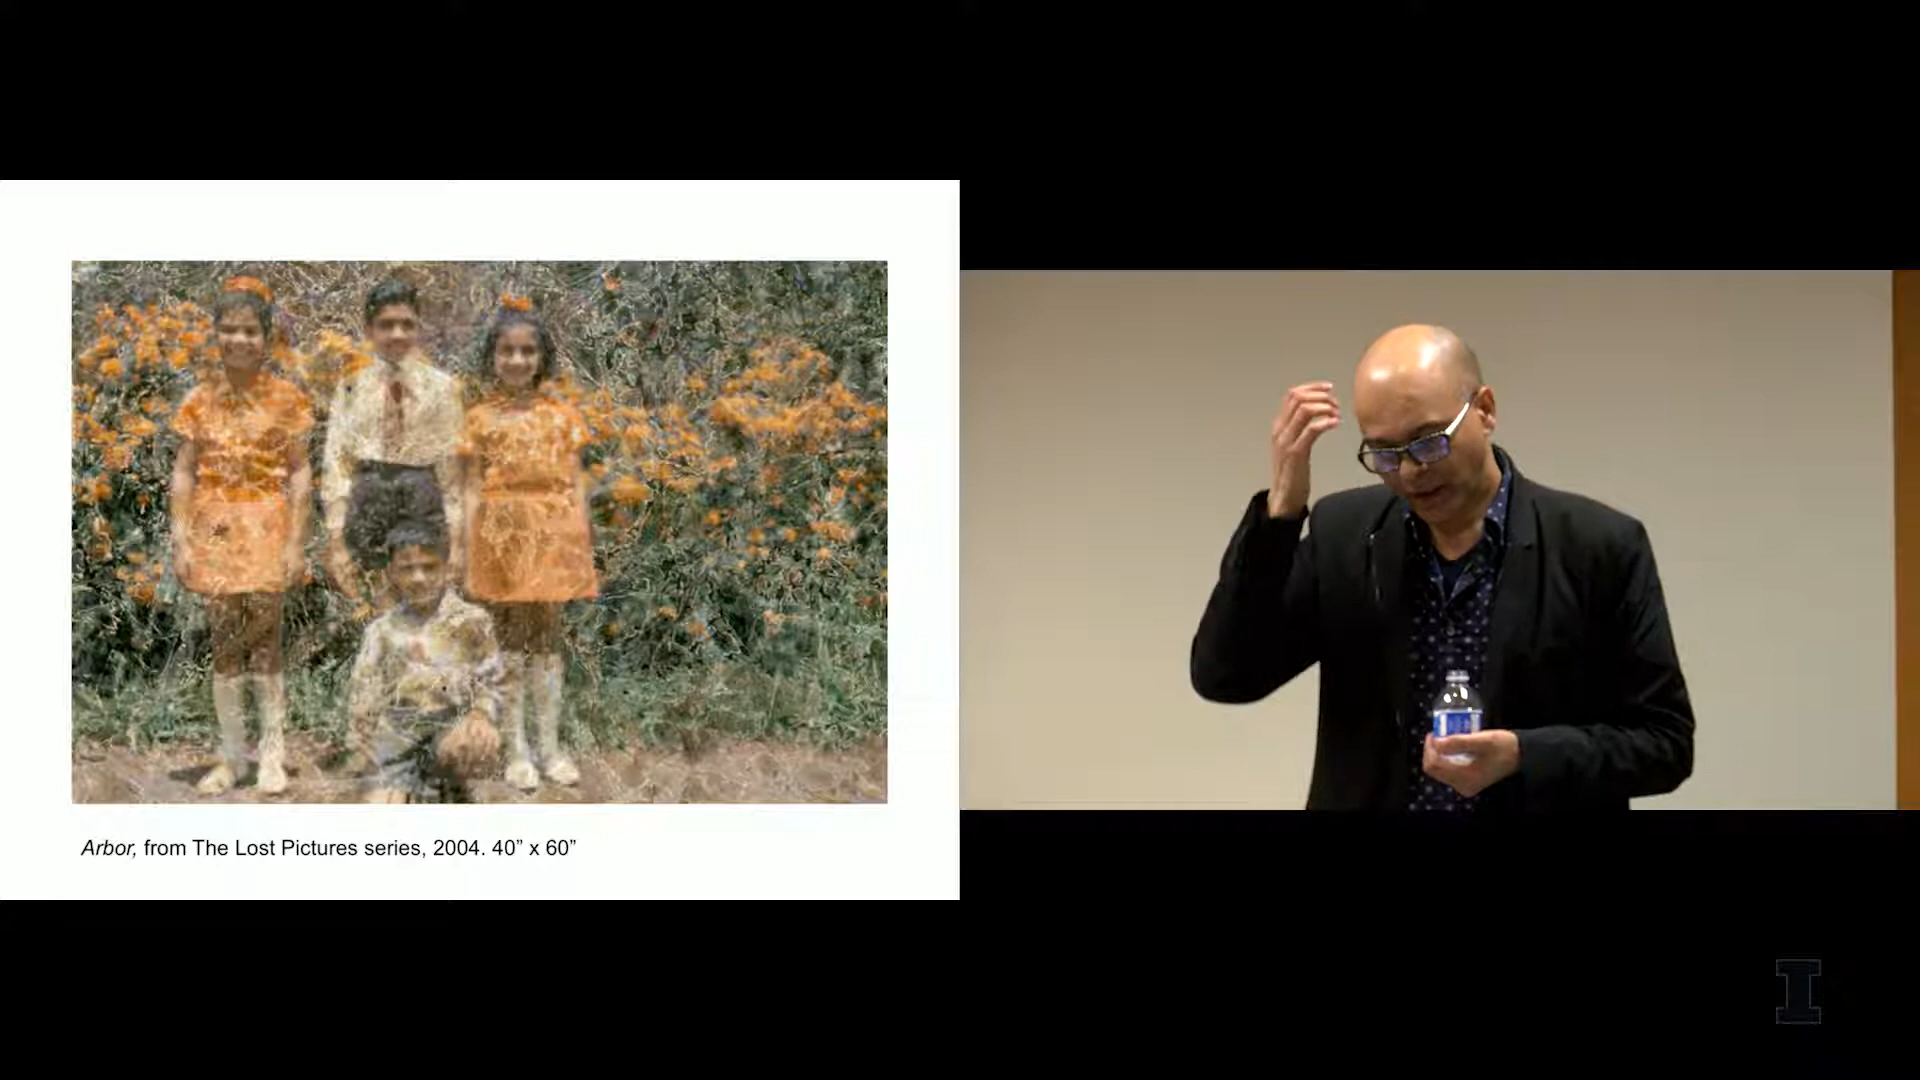 Arbor, from The Lost Pictures series, 2004. 40” x 60”